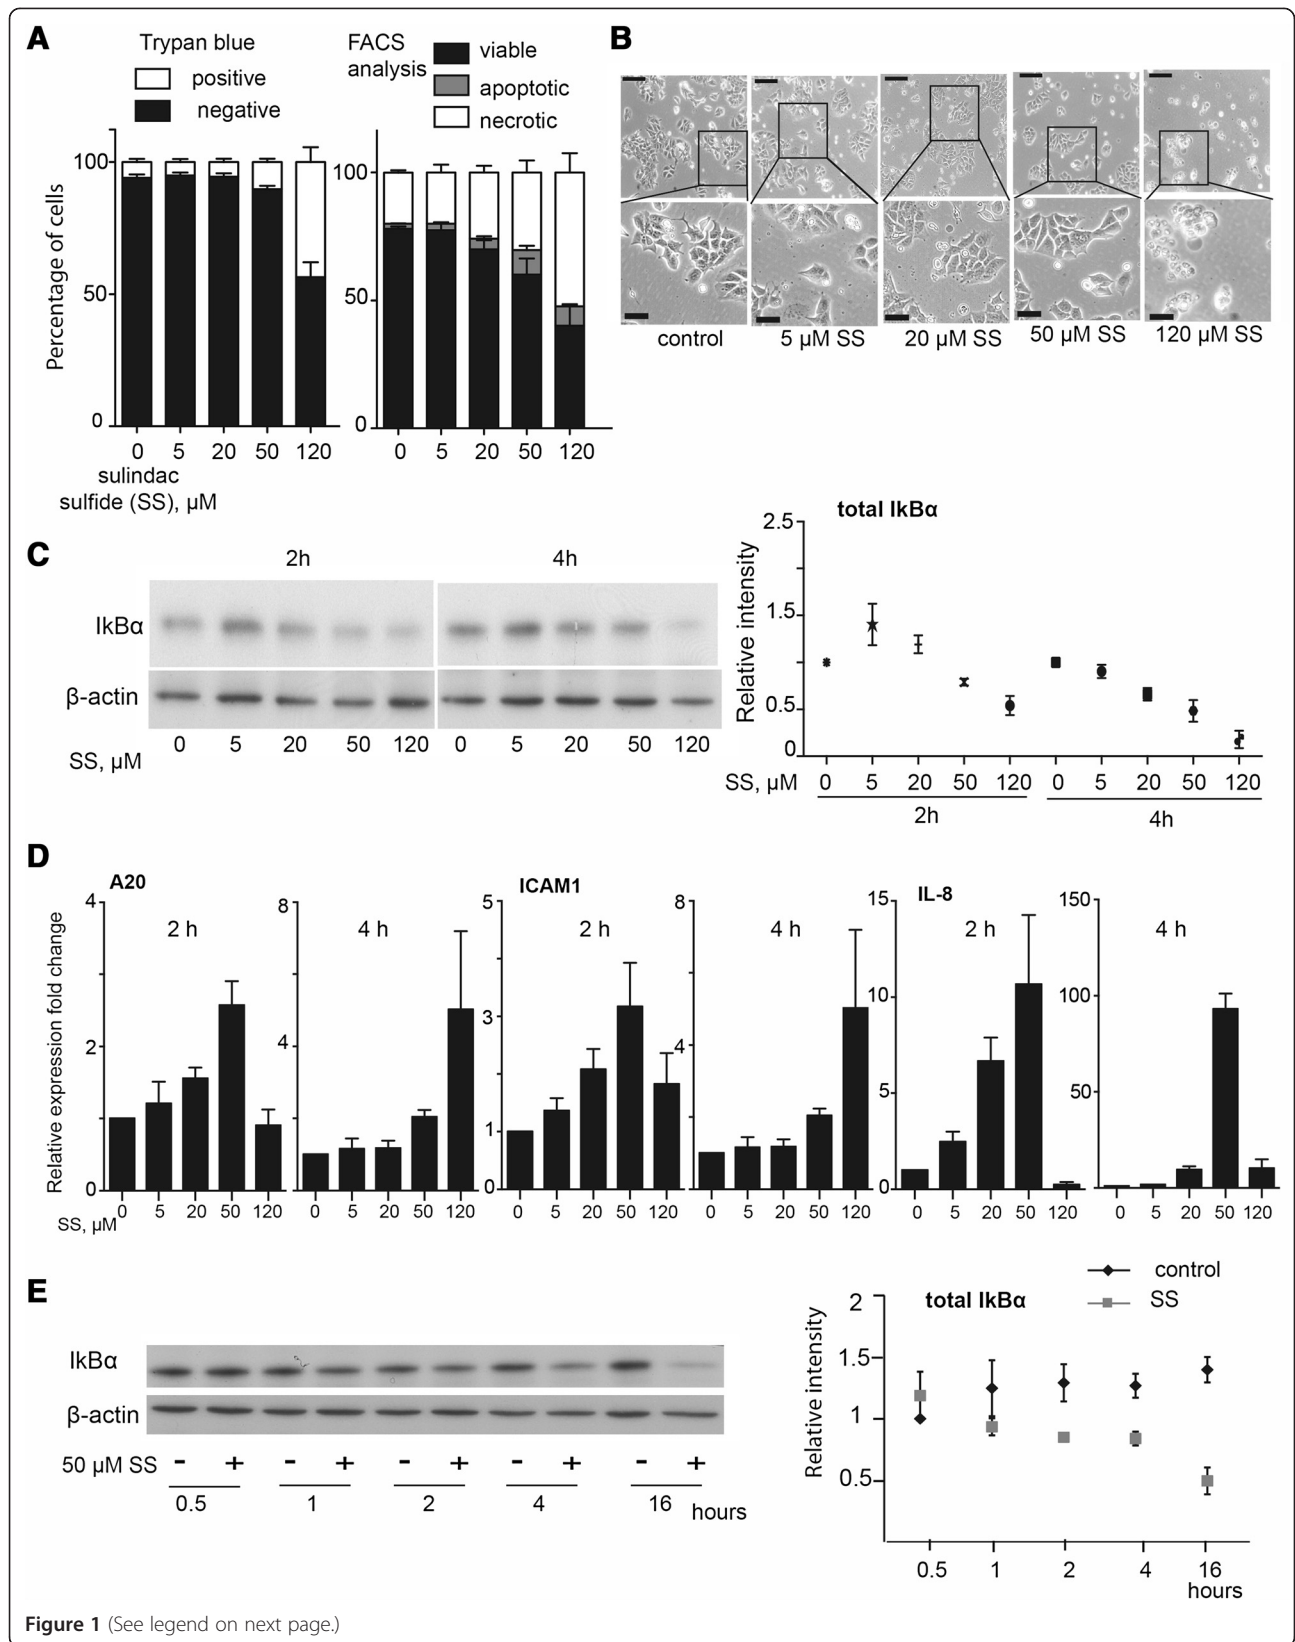 A
Trypan blue
positive
negative
FACS
analysis
viable
apoptotic
necrotic
Percentage of cells
100
50
0
0 5 20 50 120
sulindac
sulfide (SS), µM
100
50
0
0 5 20 50 120
B
control 5 µM SS 20 µM SS 50 µM SS 120 µM SS
C
2h 4h
IkBα
β-actin
0 5 20 50 120 0 5 20 50 120
SS, µM
total IkBα
Relative intensity
2.5
1.5
0.5
0
SS, µM 0 5 20 50 120 0 5 20 50 120
2h 4h
D
Relative expression fold change
A20
2 h
4
2
0
0 5 20 50 120
SS, µM
4 h
8
4
0
0 5 20 50 120
ICAM1
2 h
5
3
1
0
0 5 20 50 120
4 h
8
4
0
0 5 20 50 120
IL-8
2 h
15
10
5
0
0 5 20 50 120
4 h
150
100
50
0 5 20 50 120
E
IkBα
β-actin
50 µM SS - + - + - + - + - +
0.5 1 2 4 16 hours
control
SS
total IkBα
Relative intensity
2
1.5
1
0.5
0.5 1 2 4 16
hours
Figure 1 (See legend on next page.)